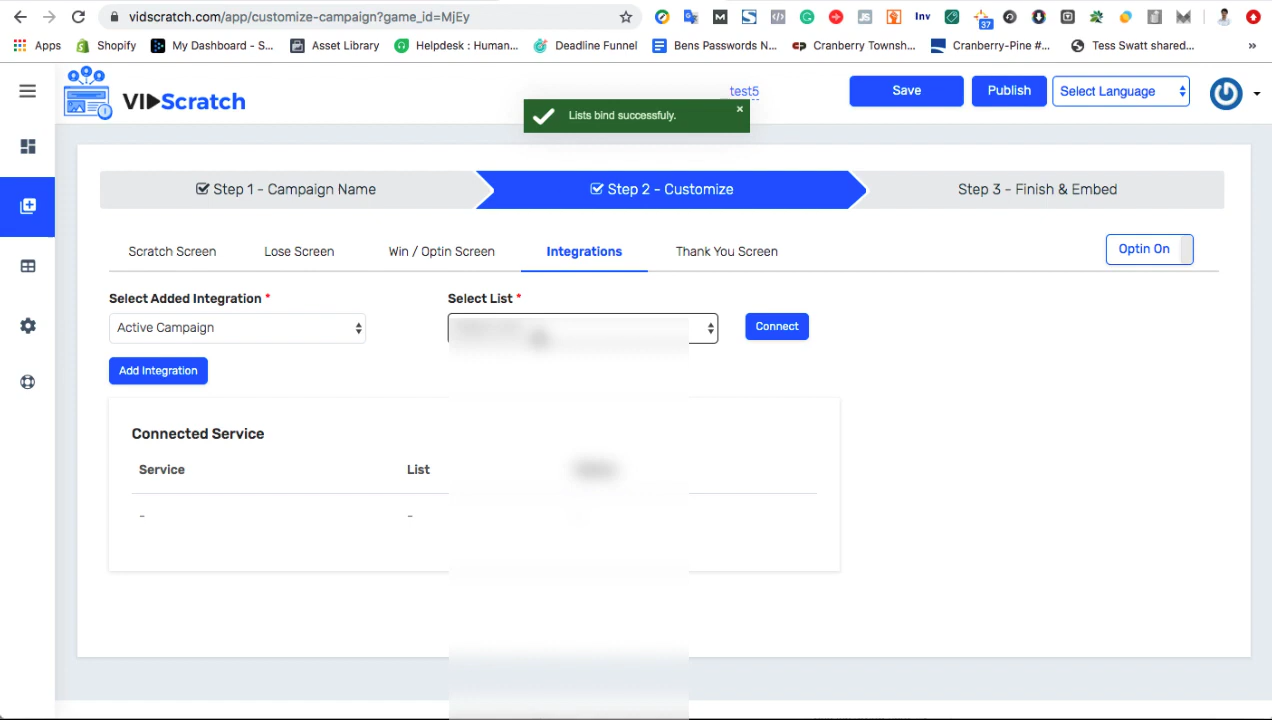 vidscratch.com/app/customize-campaign?game_id=MjEy
Inv
37
Apps
Shopify
My Dashboard - S...
Asset Library
Helpdesk : Human...
Deadline Funnel
Bens Passwords N...
Cranberry Townsh...
Cranberry-Pine #...
Tess Swatt shared...
»
VID Scratch
test5
Save
Publish
Select Language
Lists bind successfuly.
×
Step 1 - Campaign Name
Step 2 - Customize
Step 3 - Finish & Embed
Scratch Screen
Lose Screen
Win / Optin Screen
Integrations
Thank You Screen
Optin On
Select Added Integration *
Select List *
Active Campaign
Connect
Add Integration
Connected Service
Service
List
-
-